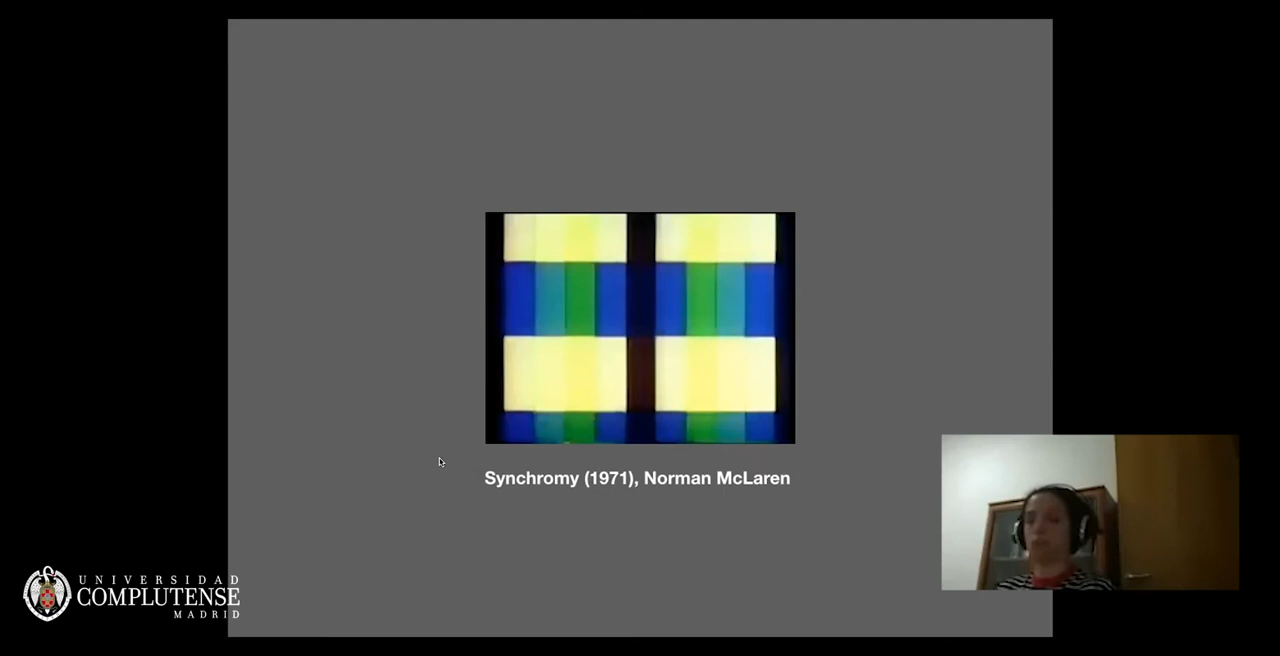 Synchromy (1971), Norman McLaren
UNIVERSIDAD
COMPLUTENSE
MADRID